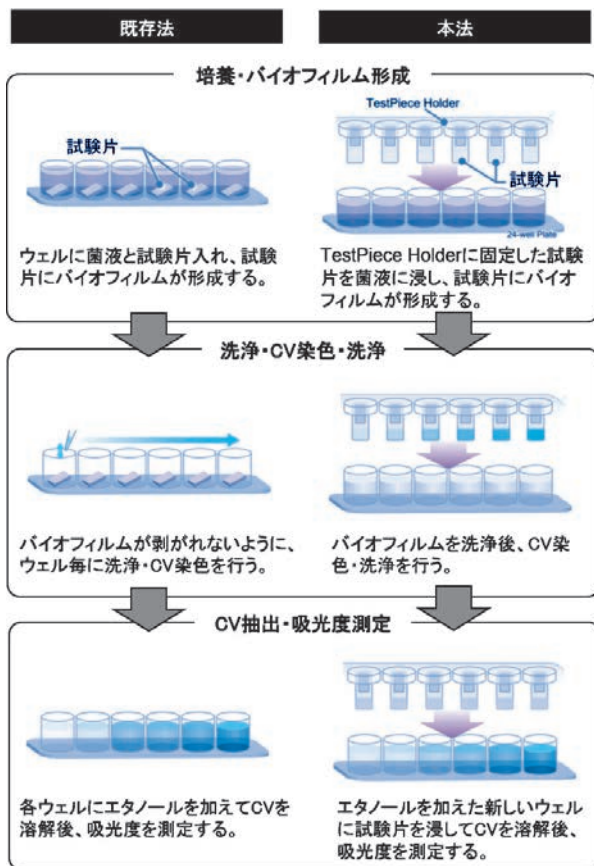 既存法
本法
培養・バイオフィルム形成
試験片
TestPiece Holder
試験片
24-well Plate
ウェルに菌液と試験片入れ、試験
片にバイオフィルムが形成する。
TestPiece Holderに固定した試験
片を菌液に浸し、試験片にバイオ
フィルムが形成する。
洗浄・CV染色・洗浄
バイオフィルムが剥がれないように、
ウェル毎に洗浄・CV染色を行う。
バイオフィルムを洗浄後、CV染
色・洗浄を行う。
CV抽出・吸光度測定
各ウェルにエタノールを加えてCVを
溶解後、吸光度を測定する。
エタノールを加えた新しいウェル
に試験片を浸してCVを溶解後、
吸光度を測定する。